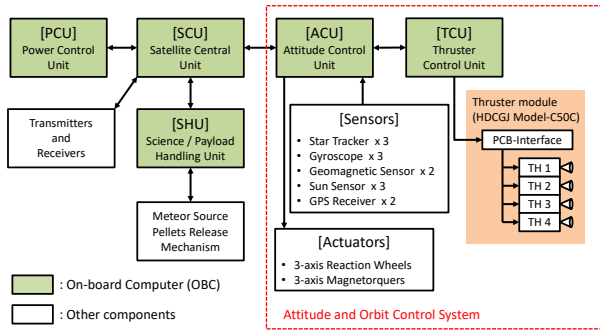 [PCU]
Power Control
Unit
[SCU]
Satellite Central
Unit
[ACU]
Attitude Control
Unit
[TCU]
Thruster
Control Unit
Transmitters
and
Receivers
[SHU]
Science / Payload
Handling Unit
Meteor Source
Pellets Release
Mechanism
[Sensors]
• Star Tracker x 3
• Gyroscope x 3
• Geomagnetic Sensor x 2
• Sun Sensor x 3
• GPS Receiver x 2
[Actuators]
• 3-axis Reaction Wheels
• 3-axis Magnetorquers
Thruster module
(HDCGJ Model-C50C)
PCB-Interface
TH 1
TH 2
TH 3
TH 4
: On-board Computer (OBC)
: Other components
Attitude and Orbit Control System